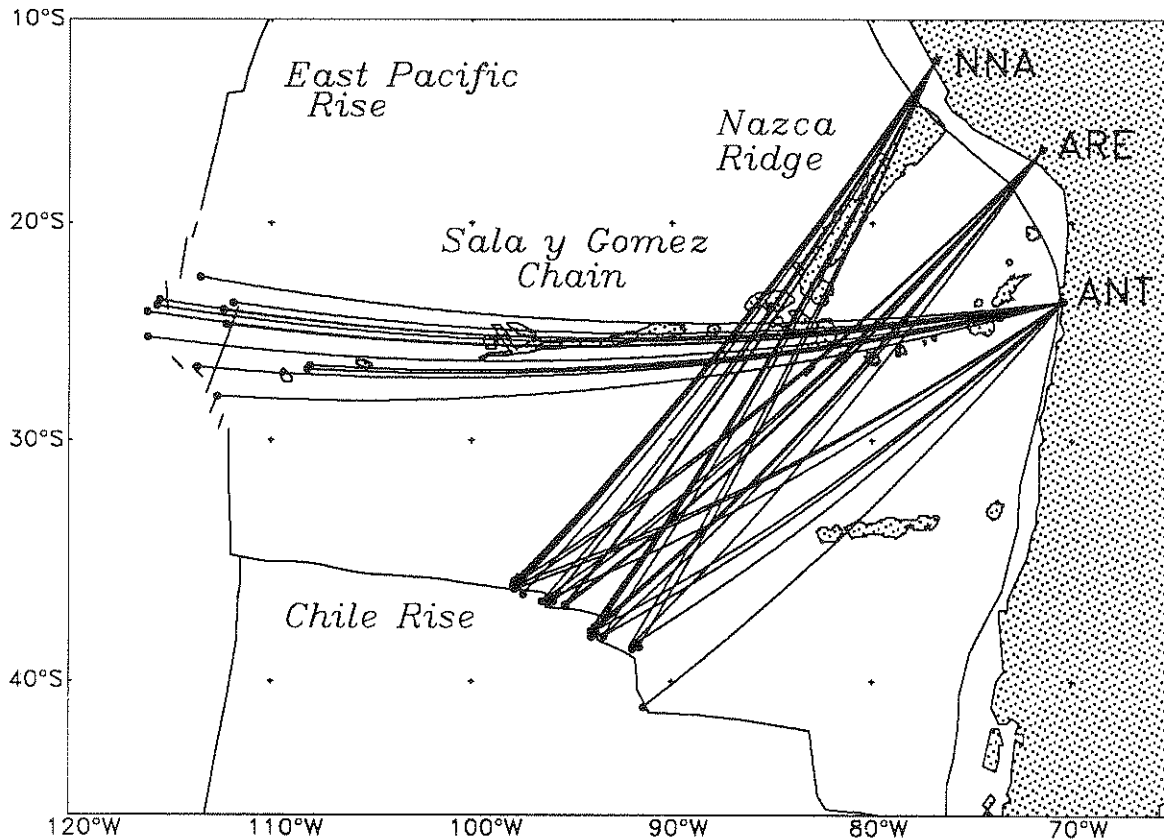 10°S
East Pacific
Rise
NNA
Nazca
Ridge
ARE
20°S
Sala y Gomez
Chain
ANT
30°S
Chile Rise
40°S
120°W
110°W
100°W
90°W
80°W
70°W